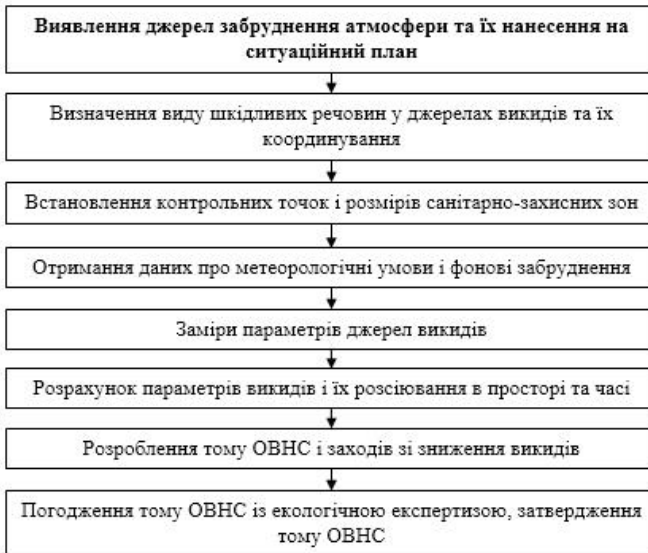 Виявлення джерел забруднення атмосфери та їх нанесення на
ситуаційний план
Визначення виду шкідливих речовин у джерелах викидів та їх
координування
Встановлення контрольних точок і розмірів санітарно-захисних зон
Отримання даних про метеорологічні умови і фонові забруднення
Заміри параметрів джерел викидів
Розрахунок параметрів викидів і їх розсіювання в просторі та часі
Розроблення тому ОВНС і заходів зі зниження викидів
Погодження тому ОВНС із екологічною експертизою, затвердження
тому ОВНС